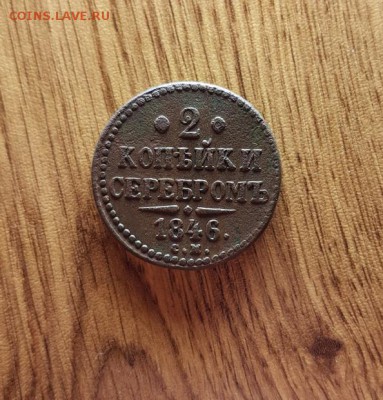 COINS.LAVE.RU
2
КОПѢЙКИ
СЕРЕБРОМЪ
1846.
С.М.